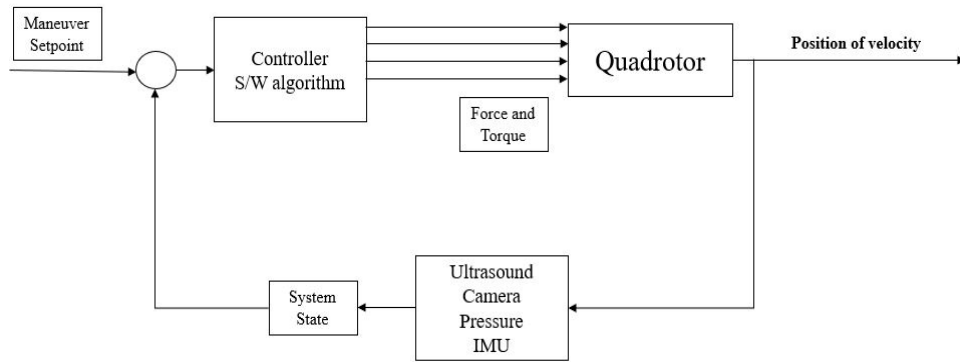 Maneuver
Setpoint
Controller
S/W algorithm
Quadrotor
Position of velocity
Force and
Torque
Ultrasound
Camera
Pressure
IMU
System
State